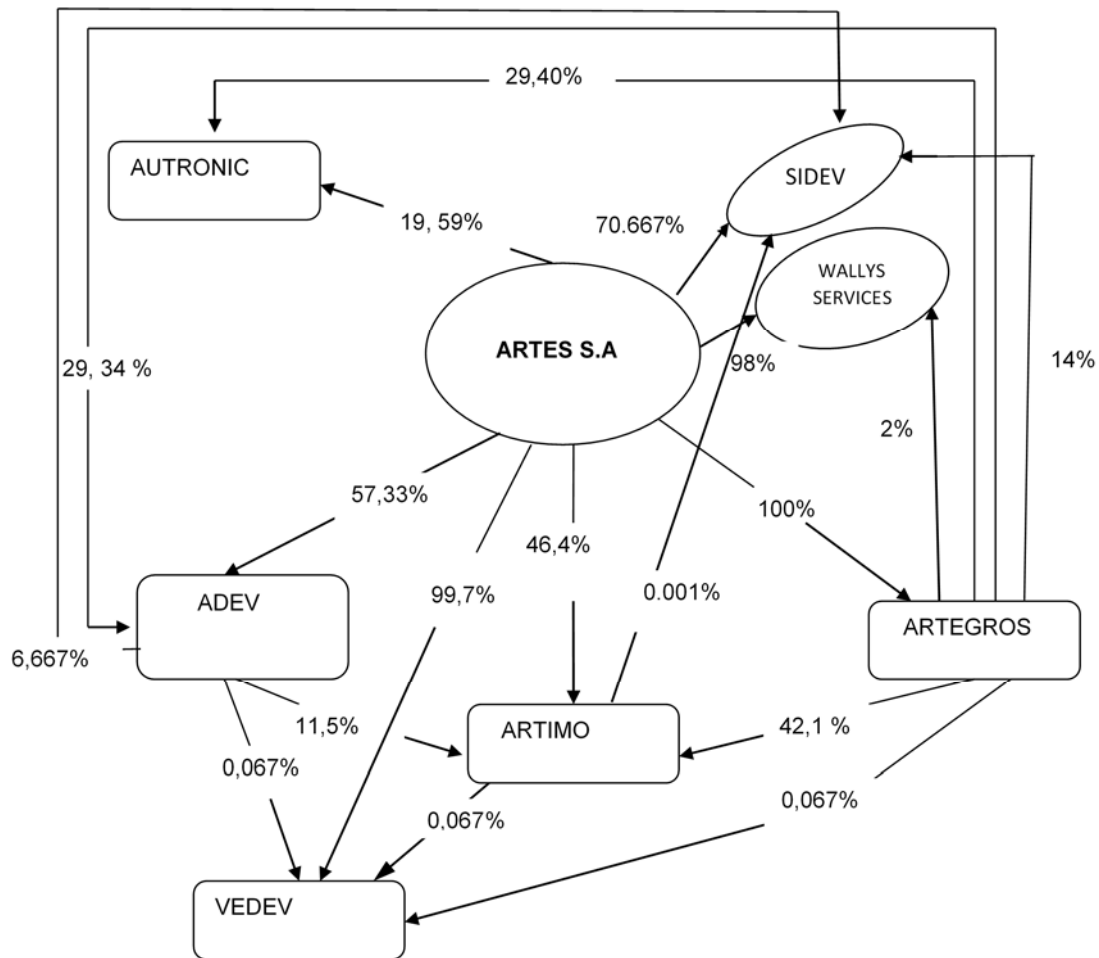 29,40%
AUTRONIC
SIDEV
19, 59%
70.667%
WALLYS
SERVICES
ARTES S.A
29, 34 %
98%
14%
2%
57,33%
100%
46,4%
ADEV
99,7%
0.001%
ARTEGROS
6,667%
11,5%
ARTIMO
42,1 %
0,067%
0,067%
0,067%
VEDEV